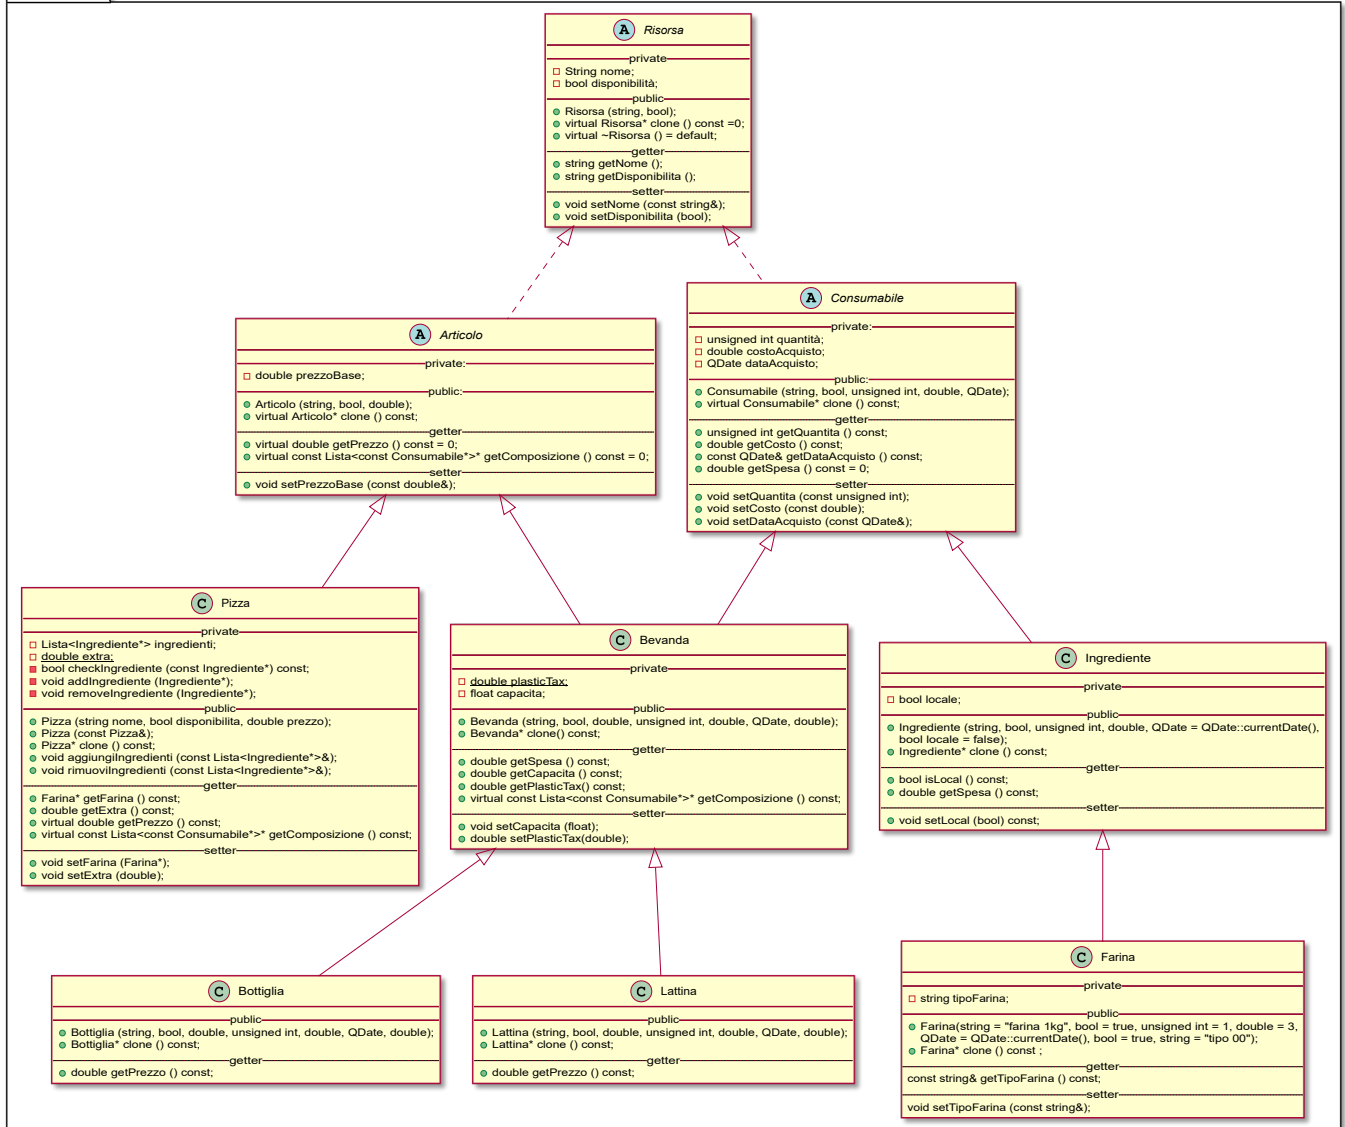 A Risorsa
private
String nome;
bool disponibilità;
public
Risorsa (string, bool);
virtual Risorsa* clone () const =0;
virtual ~Risorsa () = default;
getter
string getNome ();
string getDisponibilita ();
setter
void setNome (const string&);
void setDisponibilita (bool);
A Articolo
private:
double prezzoBase;
public:
Articolo (string, bool, double);
virtual Articolo* clone () const;
getter
virtual double getPrezzo () const = 0;
virtual const Lista<const Consumabile*>* getComposizione () const = 0;
setter
void setPrezzoBase (const double&);
A Consumabile
private:
unsigned int quantità;
double costoAcquisto;
QDate dataAcquisto;
public:
Consumabile (string, bool, unsigned int, double, QDate);
virtual Consumabile* clone () const;
getter
unsigned int getQuantita () const;
double getCosto () const;
const QDate& getDataAcquisto () const;
double getSpesa () const = 0;
setter
void setQuantita (const unsigned int);
void setCosto (const double);
void setDataAcquisto (const QDate&);
C Pizza
private
Lista<Ingrediente*> ingredienti;
double extra;
bool checkIngrediente (const Ingrediente*) const;
void addIngrediente (Ingrediente*);
void removeIngrediente (Ingrediente*);
public
Pizza (string nome, bool disponibilita, double prezzo);
Pizza (const Pizza&);
Pizza* clone () const;
void aggiungiIngredienti (const Lista<Ingrediente*>&);
void rimuoviIngredienti (const Lista<Ingrediente*>&);
getter
Farina* getFarina () const;
double getExtra () const;
virtual double getPrezzo () const;
virtual const Lista<const Consumabile*>* getComposizione () const;
setter
void setFarina (Farina*);
void setExtra (double);
C Bevanda
private
double plasticTax;
float capacita;
public
Bevanda (string, bool, double, unsigned int, double, QDate, double);
Bevanda* clone() const;
getter
double getSpesa () const;
double getCapacita () const;
double getPlasticTax() const;
virtual const Lista<const Consumabile*>* getComposizione () const;
setter
void setCapacita (float);
double setPlasticTax(double);
C Ingrediente
private
bool locale;
public
Ingrediente (string, bool, unsigned int, double, QDate = QDate::currentDate(),
bool locale = false);
Ingrediente* clone () const;
getter
bool isLocal () const;
double getSpesa () const;
setter
void setLocal (bool) const;
C Bottiglia
public
Bottiglia (string, bool, double, unsigned int, double, QDate, double);
Bottiglia* clone () const;
getter
double getPrezzo () const;
C Lattina
public
Lattina (string, bool, double, unsigned int, double, QDate, double);
Lattina* clone () const;
getter
double getPrezzo () const;
C Farina
private
string tipoFarina;
public
Farina(string = "farina 1kg", bool = true, unsigned int = 1, double = 3,
QDate = QDate::currentDate(), bool = true, string = "tipo 00");
Farina* clone () const ;
getter
const string& getTipoFarina () const;
setter
void setTipoFarina (const string&);